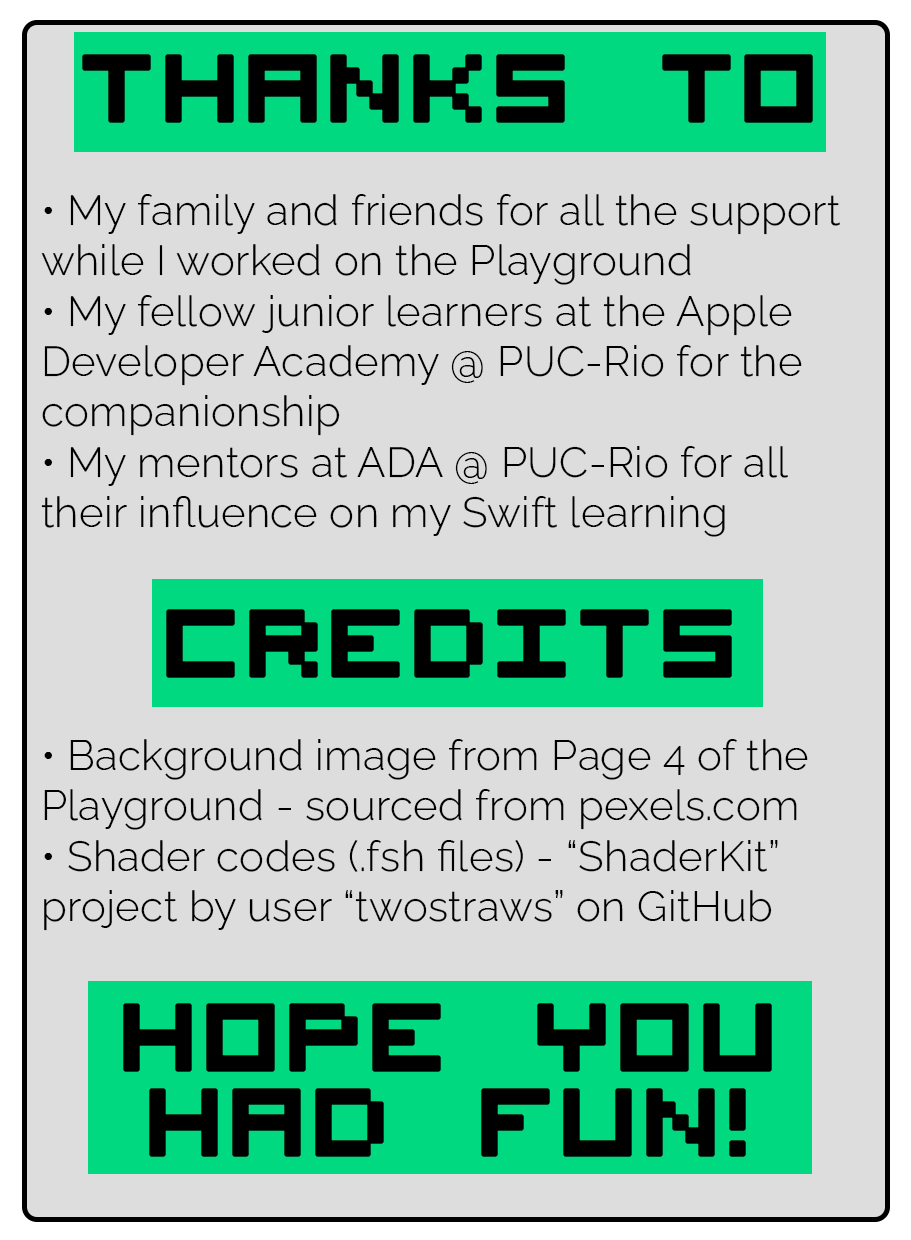 THANKS TO
• My family and friends for all the support
while I worked on the Playground
• My fellow junior learners at the Apple
Developer Academy @ PUC-Rio for the
companionship
• My mentors at ADA @ PUC-Rio for all
their influence on my Swift learning
CREDITS
• Background image from Page 4 of the
Playground - sourced from pexels.com
• Shader codes (.fsh files) - “ShaderKit”
project by user “twostraws” on GitHub
HOPE YOU
HAD FUN!